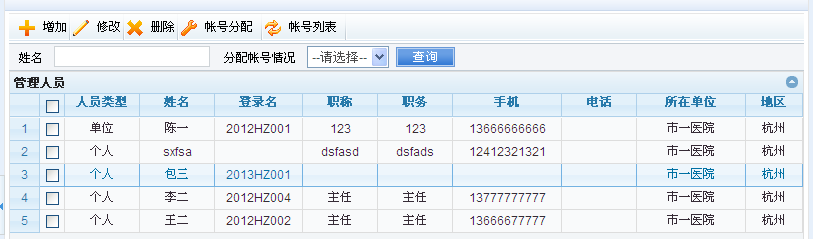 增加 修改 删除 帐号分配 帐号列表
姓名 分配帐号情况 --请选择-- 查询
管理人员
人员类型 姓名 登录名 职称 职务 手机 电话 所在单位 地区
1 单位 陈一 2012HZ001 123 123 13666666666 市一医院 杭州
2 个人 sxfsa dsfasd dsfads 12412321321 市一医院 杭州
3 个人 包三 2013HZ001 市一医院 杭州
4 个人 李二 2012HZ004 主任 主任 13777777777 市一医院 杭州
5 个人 王二 2012HZ002 主任 主任 13666677777 市一医院 杭州